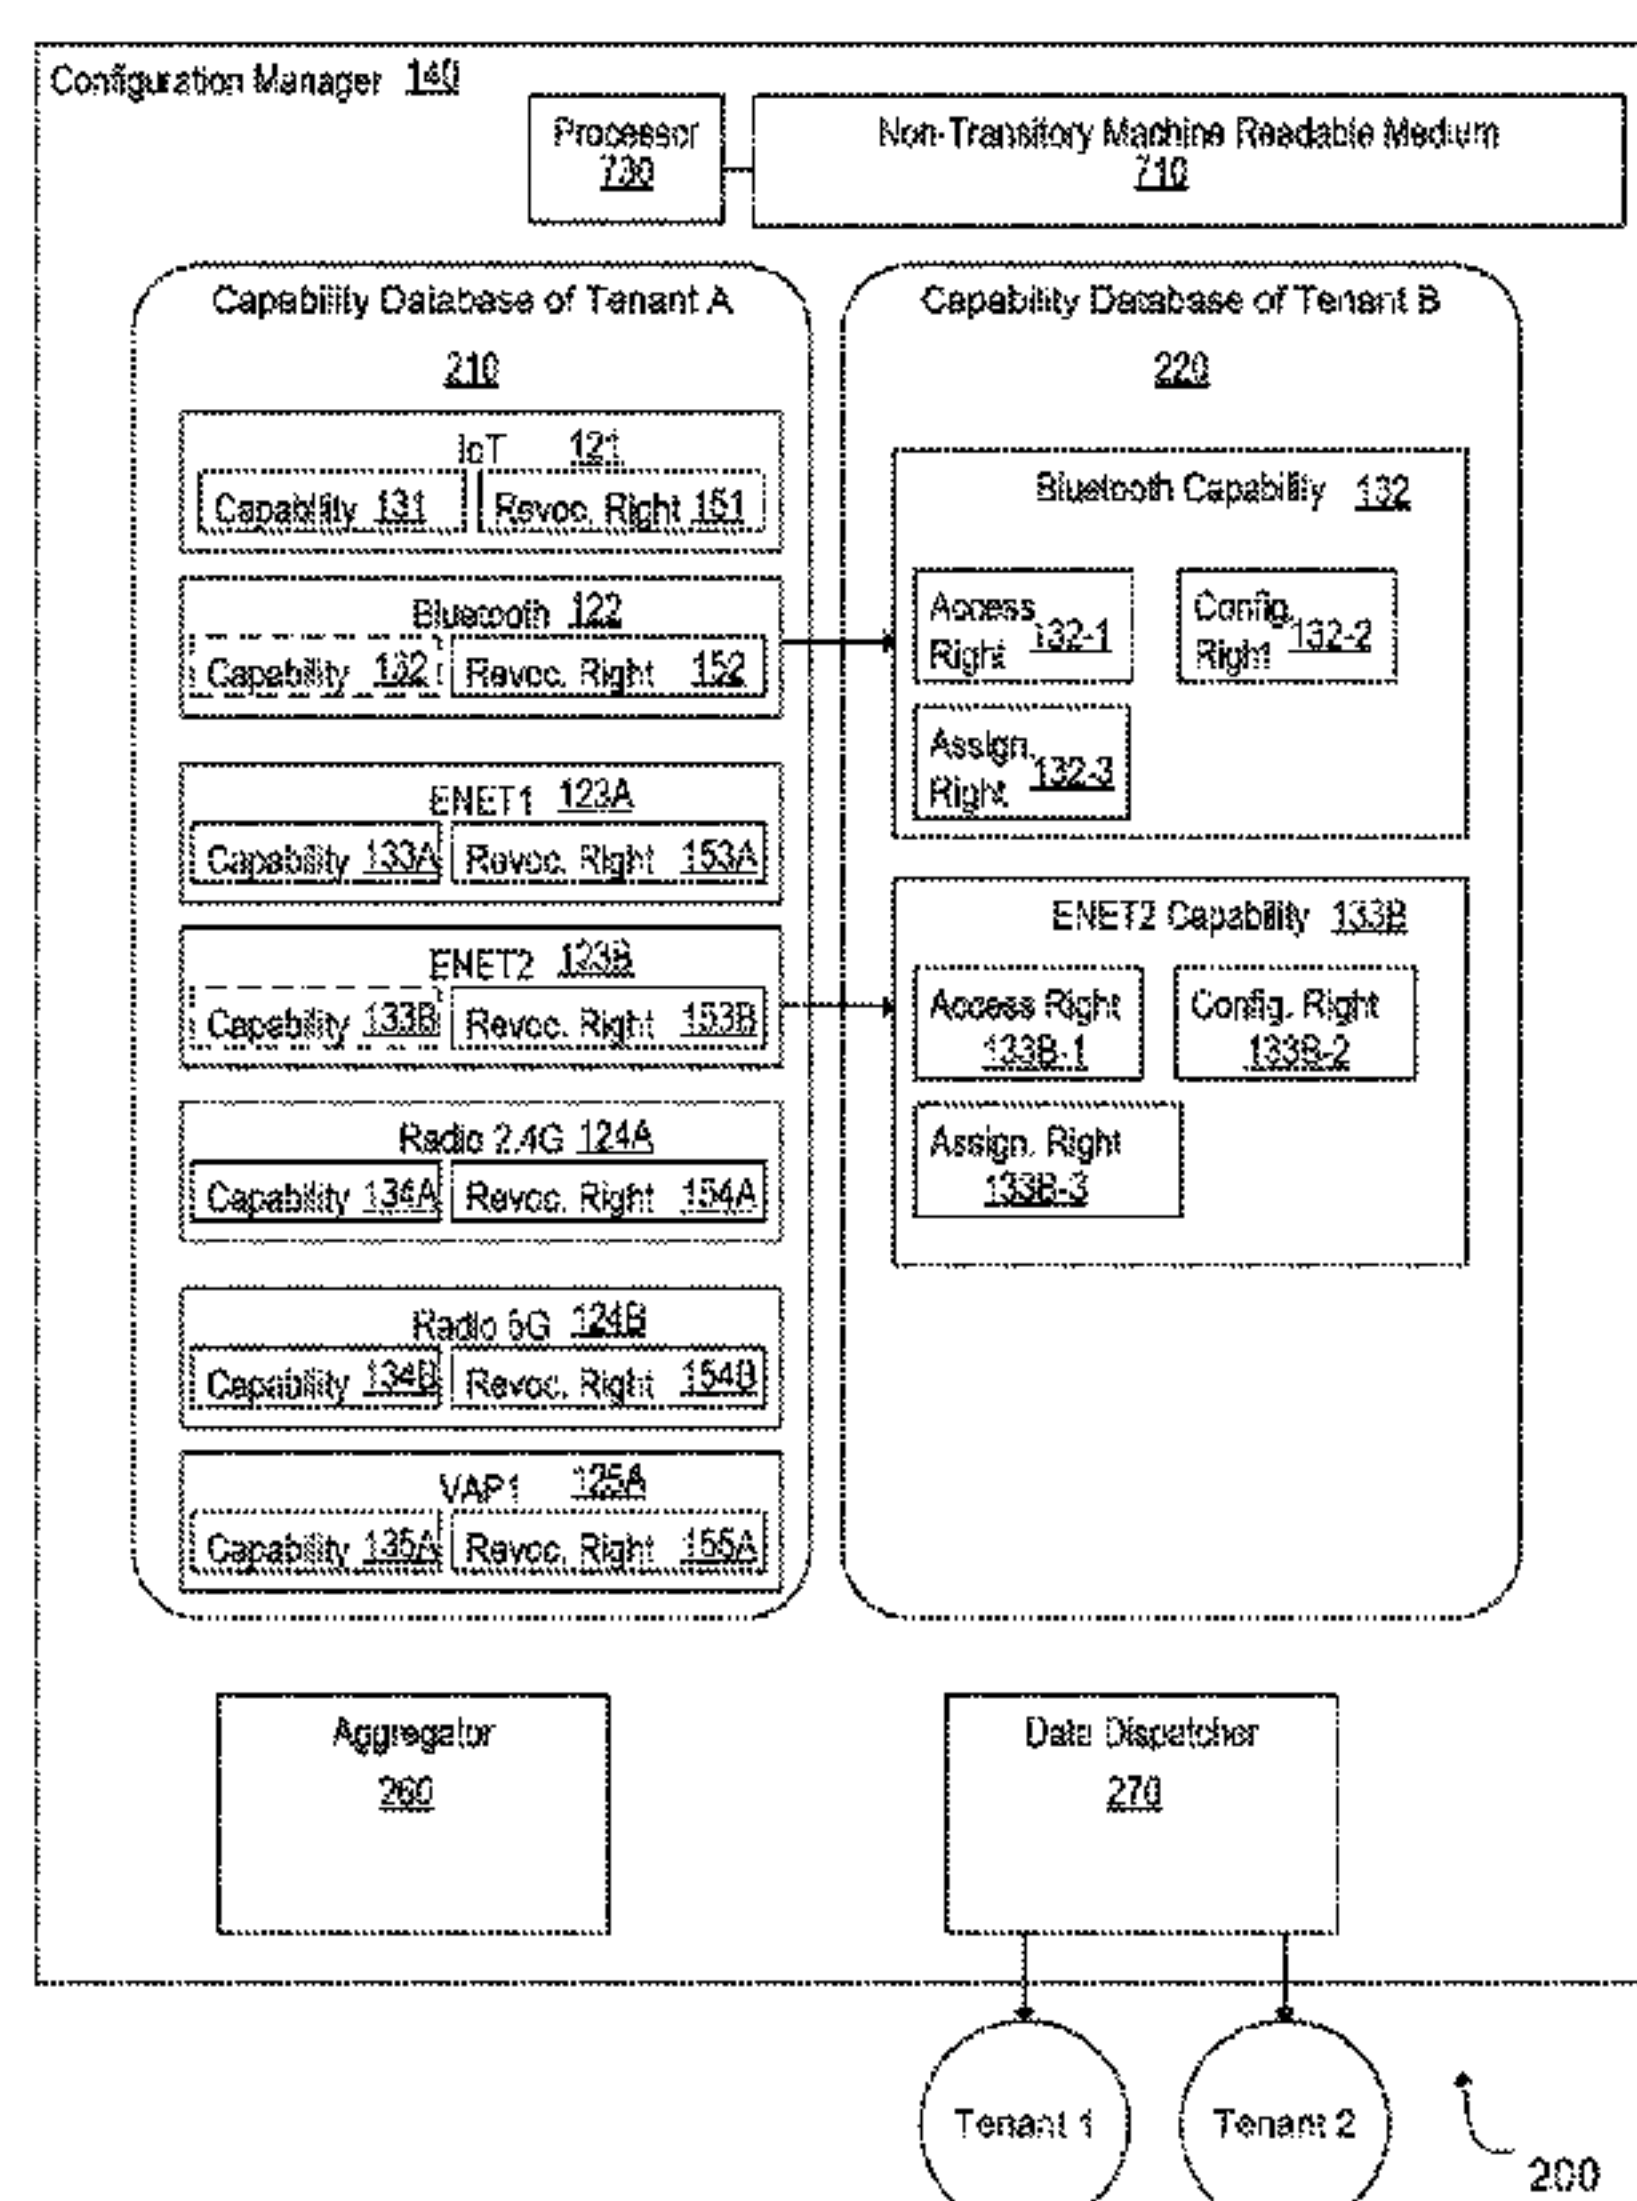 Configuration Manager 140
Processor
730
Non-Transitory Machine Readable Medium
710
Capability Database of Tenant A
210
IoT 121
Capability 131
Revoc. Right 151
Bluetooth 122
Capability 132
Revoc. Right 152
ENET1 123A
Capability 133A
Revoc. Right 153A
ENET2 123B
Capability 133B
Revoc. Right 153B
Radio 2.4G 124A
Capability 134A
Revoc. Right 154A
Radio 5G 124B
Capability 134B
Revoc. Right 154B
VAP1 125A
Capability 135A
Revoc. Right 155A
Capability Database of Tenant B
220
Bluetooth Capability 132
Access
Right 132-1
Config.
Right 132-2
Assign.
Right 132-3
ENET2 Capability 133B
Access Right
133B-1
Config. Right
133B-2
Assign. Right
133B-3
Aggregator
260
Data Dispatcher
270
Tenant 1
Tenant 2
200